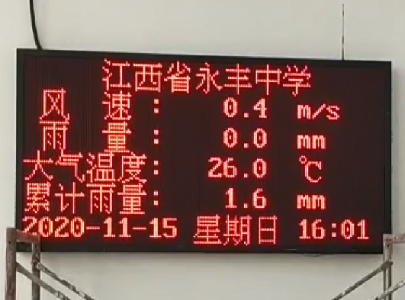 江西省永丰中学
风 速: 0.4 m/s
雨 量: 0.0 mm
大气温度: 26.0 ℃
累计雨量: 1.6 mm
2020-11-15 星期日 16:01